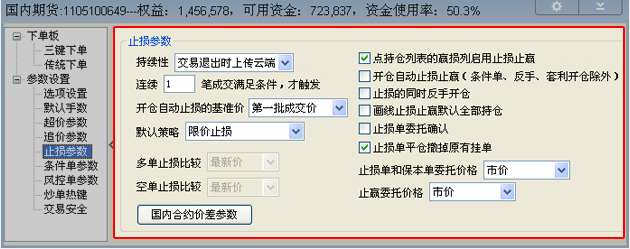 国内期货:1105100649---权益: 1,456,578, 可用资金: 723,837, 资金使用率: 50.3%
下单板
三键下单
传统下单
参数设置
选项设置
默认手数
超价参数
追价参数
止损参数
条件单参数
风控单参数
炒单热键
交易安全
止损参数
持续性 交易退出时上传云端
连续 1 笔成交满足条件，才触发
开仓自动止损的基准价 第一批成交价
默认策略 限价止损
多单止损比较 最新价
空单止损比较 最新价
国内合约价差参数
点持仓列表的赢损列启用止损止赢
开仓自动止损止赢（条件单、反手、套利开仓除外）
止损的同时反手开仓
画线止损止赢默认全部持仓
止损单委托确认
止损单平仓撤掉原有挂单
止损单和保本单委托价格 市价
止赢委托价格 市价